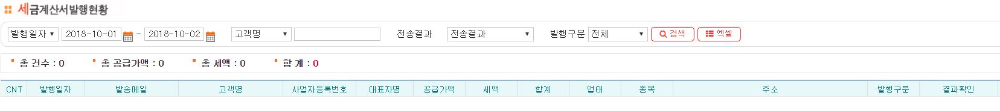 세금계산서발행현황
발행일자 2018-10-01 - 2018-10-02 고객명 전송결과 전송결과 발행구분 전체 검색 엑셀
총 건수 : 0 총 공급가액 : 0 총 세액 : 0 합 계 : 0
CNT 발행일자 발송메일 고객명 사업자등록번호 대표자명 공급가액 세액 합계 업태 종목 주소 발행구분 결과확인